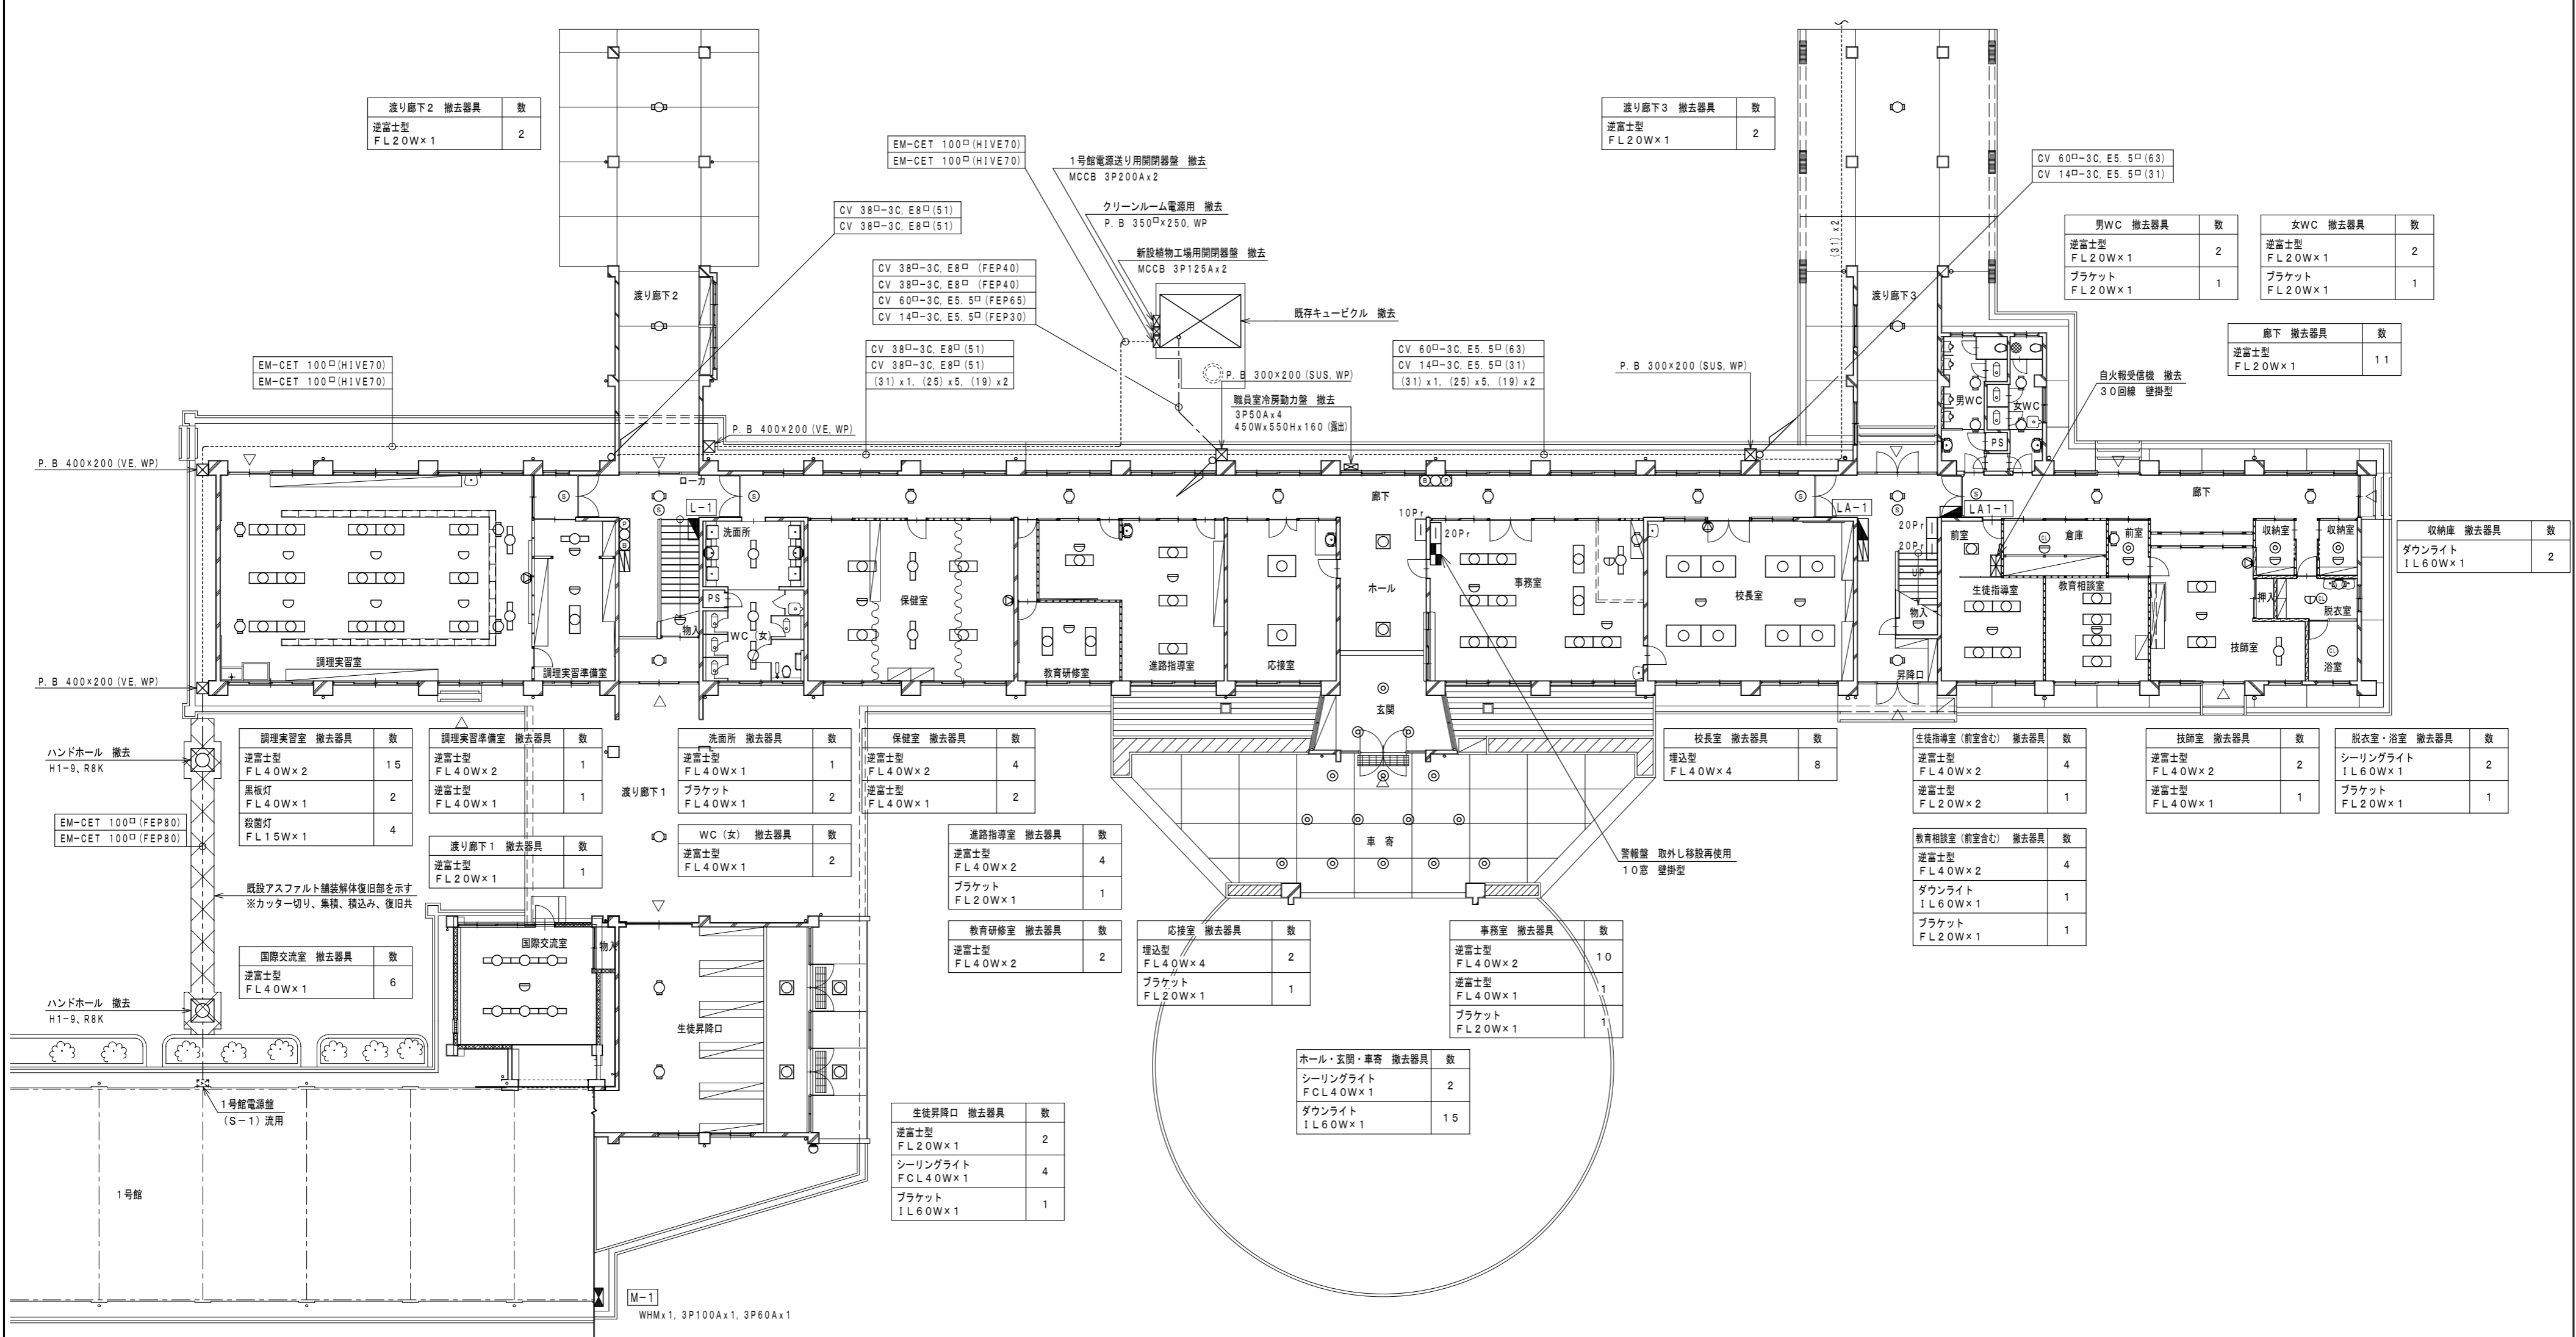 渡り廊下2 撤去器具 数
逆富士型
FL20W×1 2
渡り廊下3 撤去器具 数
逆富士型
FL20W×1 2
EM-CET 100□(HIVE70)
EM-CET 100□(HIVE70)
1号館電源送り用開閉器盤 撤去
MCCB 3P200Ax2
クリーンルーム電源用 撤去
P.B 350□×250,WP
新設植物工場用開閉器盤 撤去
MCCB 3P125Ax2
既存キュービクル 撤去
CV 60□-3C,E5.5□(63)
CV 14□-3C,E5.5□(31)
CV 38□-3C,E8□(51)
CV 38□-3C,E8□(51)
CV 38□-3C,E8□ (FEP40)
CV 38□-3C,E8□ (FEP40)
CV 60□-3C,E5.5□(FEP65)
CV 14□-3C,E5.5□(FEP30)
(31)x2
男WC 撤去器具 数
逆富士型
FL20W×1 2
ブラケット
FL20W×1 1
女WC 撤去器具 数
逆富士型
FL20W×1 2
ブラケット
FL20W×1 1
廊下 撤去器具 数
逆富士型
FL20W×1 11
渡り廊下2
渡り廊下3
EM-CET 100□(HIVE70)
EM-CET 100□(HIVE70)
CV 38□-3C,E8□(51)
CV 38□-3C,E8□(51)
(31)x1, (25)x5, (19)x2
CV 60□-3C,E5.5□(63)
CV 14□-3C,E5.5□(31)
(31)x1, (25)x5, (19)x2
P.B 300×200(SUS,WP)
P.B 300×200(SUS,WP)
職員室冷房動力盤 撤去
3P50Ax4
450Wx550Hx160(露出)
自火報受信機 撤去
30回線 壁掛型
P.B 400×200(VE,WP)
P.B 400×200(VE,WP)
P.B 400×200(VE,WP)
男WC
女WC
PS
ローカ
L-1
廊下
LA-1
LA1-1
廊下
洗面所
PS
WC(女)
物入
調理実習室
調理実習準備室
保健室
教育研修室
進路指導室
応接室
ホール
10Pr
20Pr
事務室
校長室
20Pr
20Pr
UP
物入
昇降口
前室
倉庫
前室
収納室
収納室
生徒指導室
教育相談室
押入
脱衣室
技師室
浴室
玄関
車寄
収納庫 撤去器具 数
ダウンライト
IL60W×1 2
ハンドホール 撤去
H1-9、R8K
調理実習室 撤去器具 数
逆富士型
FL40W×2 15
黒板灯
FL40W×1 2
殺菌灯
FL15W×1 4
調理実習準備室 撤去器具 数
逆富士型
FL40W×2 1
逆富士型
FL40W×1 1
渡り廊下1
洗面所 撤去器具 数
逆富士型
FL40W×1 1
ブラケット
FL40W×1 2
保健室 撤去器具 数
逆富士型
FL40W×2 4
逆富士型
FL40W×1 2
校長室 撤去器具 数
埋込型
FL40W×4 8
生徒指導室(前室含む) 撤去器具 数
逆富士型
FL40W×2 4
逆富士型
FL20W×2 1
技師室 撤去器具 数
逆富士型
FL40W×2 2
逆富士型
FL40W×1 1
脱衣室・浴室 撤去器具 数
シーリングライト
IL60W×1 2
ブラケット
FL20W×1 1
EM-CET 100□(FEP80)
EM-CET 100□(FEP80)
渡り廊下1 撤去器具 数
逆富士型
FL20W×1 1
WC(女) 撤去器具 数
逆富士型
FL40W×1 2
進路指導室 撤去器具 数
逆富士型
FL40W×2 4
ブラケット
FL20W×1 1
警報盤 取外し移設再使用
10窓 壁掛型
教育相談室(前室含む) 撤去器具 数
逆富士型
FL40W×2 4
ダウンライト
IL60W×1 1
ブラケット
FL20W×1 1
既設アスファルト舗装解体復旧部を示す
※カッター切り、集積、積込み、復旧共
国際交流室 撤去器具 数
逆富士型
FL40W×1 6
国際交流室
物入
教育研修室 撤去器具 数
逆富士型
FL40W×2 2
応接室 撤去器具 数
埋込型
FL40W×4 2
ブラケット
FL20W×1 1
事務室 撤去器具 数
逆富士型
FL40W×2 10
逆富士型
FL40W×1 1
ブラケット
FL20W×1 1
ハンドホール 撤去
H1-9、R8K
生徒昇降口
ホール・玄関・車寄 撤去器具 数
シーリングライト
FCL40W×1 2
ダウンライト
IL60W×1 15
1号館電源盤
(S-1)流用
生徒昇降口 撤去器具 数
逆富士型
FL20W×1 2
シーリングライト
FCL40W×1 4
ブラケット
IL60W×1 1
1号館
M-1
WHMx1, 3P100Ax1, 3P60Ax1